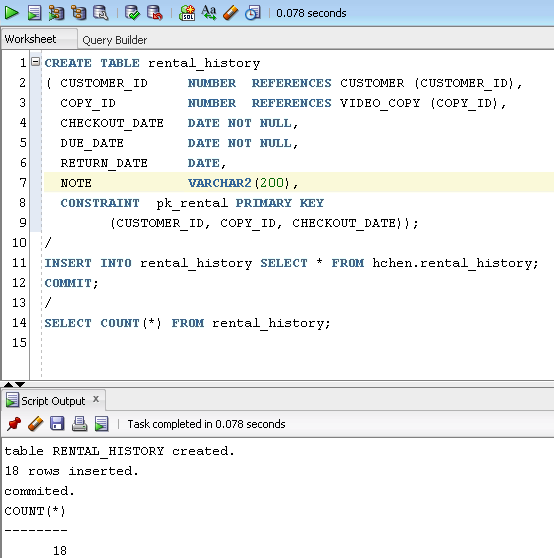 0.078 seconds
Worksheet Query Builder
1 CREATE TABLE rental_history
2 ( CUSTOMER_ID NUMBER REFERENCES CUSTOMER (CUSTOMER_ID),
3 COPY_ID NUMBER REFERENCES VIDEO_COPY (COPY_ID),
4 CHECKOUT_DATE DATE NOT NULL,
5 DUE_DATE DATE NOT NULL,
6 RETURN_DATE DATE,
7 NOTE VARCHAR2(200),
8 CONSTRAINT pk_rental PRIMARY KEY
9 (CUSTOMER_ID, COPY_ID, CHECKOUT_DATE));
10 /
11 INSERT INTO rental_history SELECT * FROM hchen.rental_history;
12 COMMIT;
13 /
14 SELECT COUNT(*) FROM rental_history;
15
Script Output x
Task completed in 0.078 seconds
table RENTAL_HISTORY created.
18 rows inserted.
commited.
COUNT(*)
--------
18